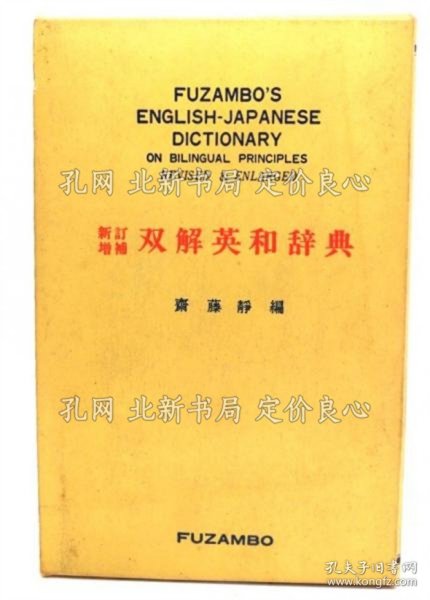 FUZAMBO'S
ENGLISH-JAPANESE
DICTIONARY
ON BILINGUAL PRINCIPLES
REVISED & ENLARGED
孔网 北新书局 定价良心
新訂
増補 双解英和辞典
齋藤靜編
孔网 北新书局 定价良心
FUZAMBO
孔夫子旧书网
www.kongfz.com